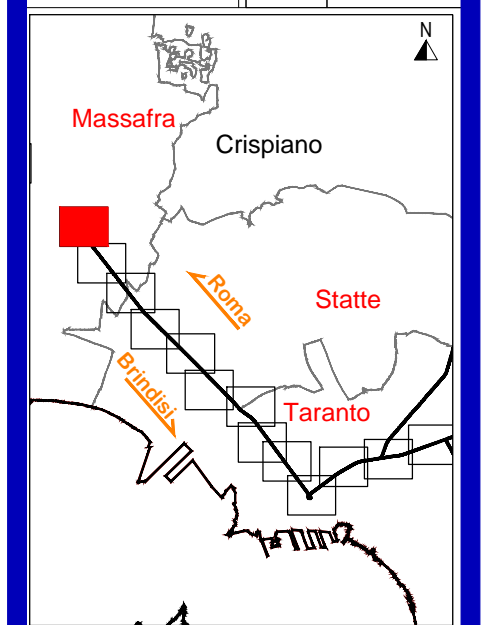 N
Massafra
Crispiano
Roma
Statte
Brindisi
Taranto